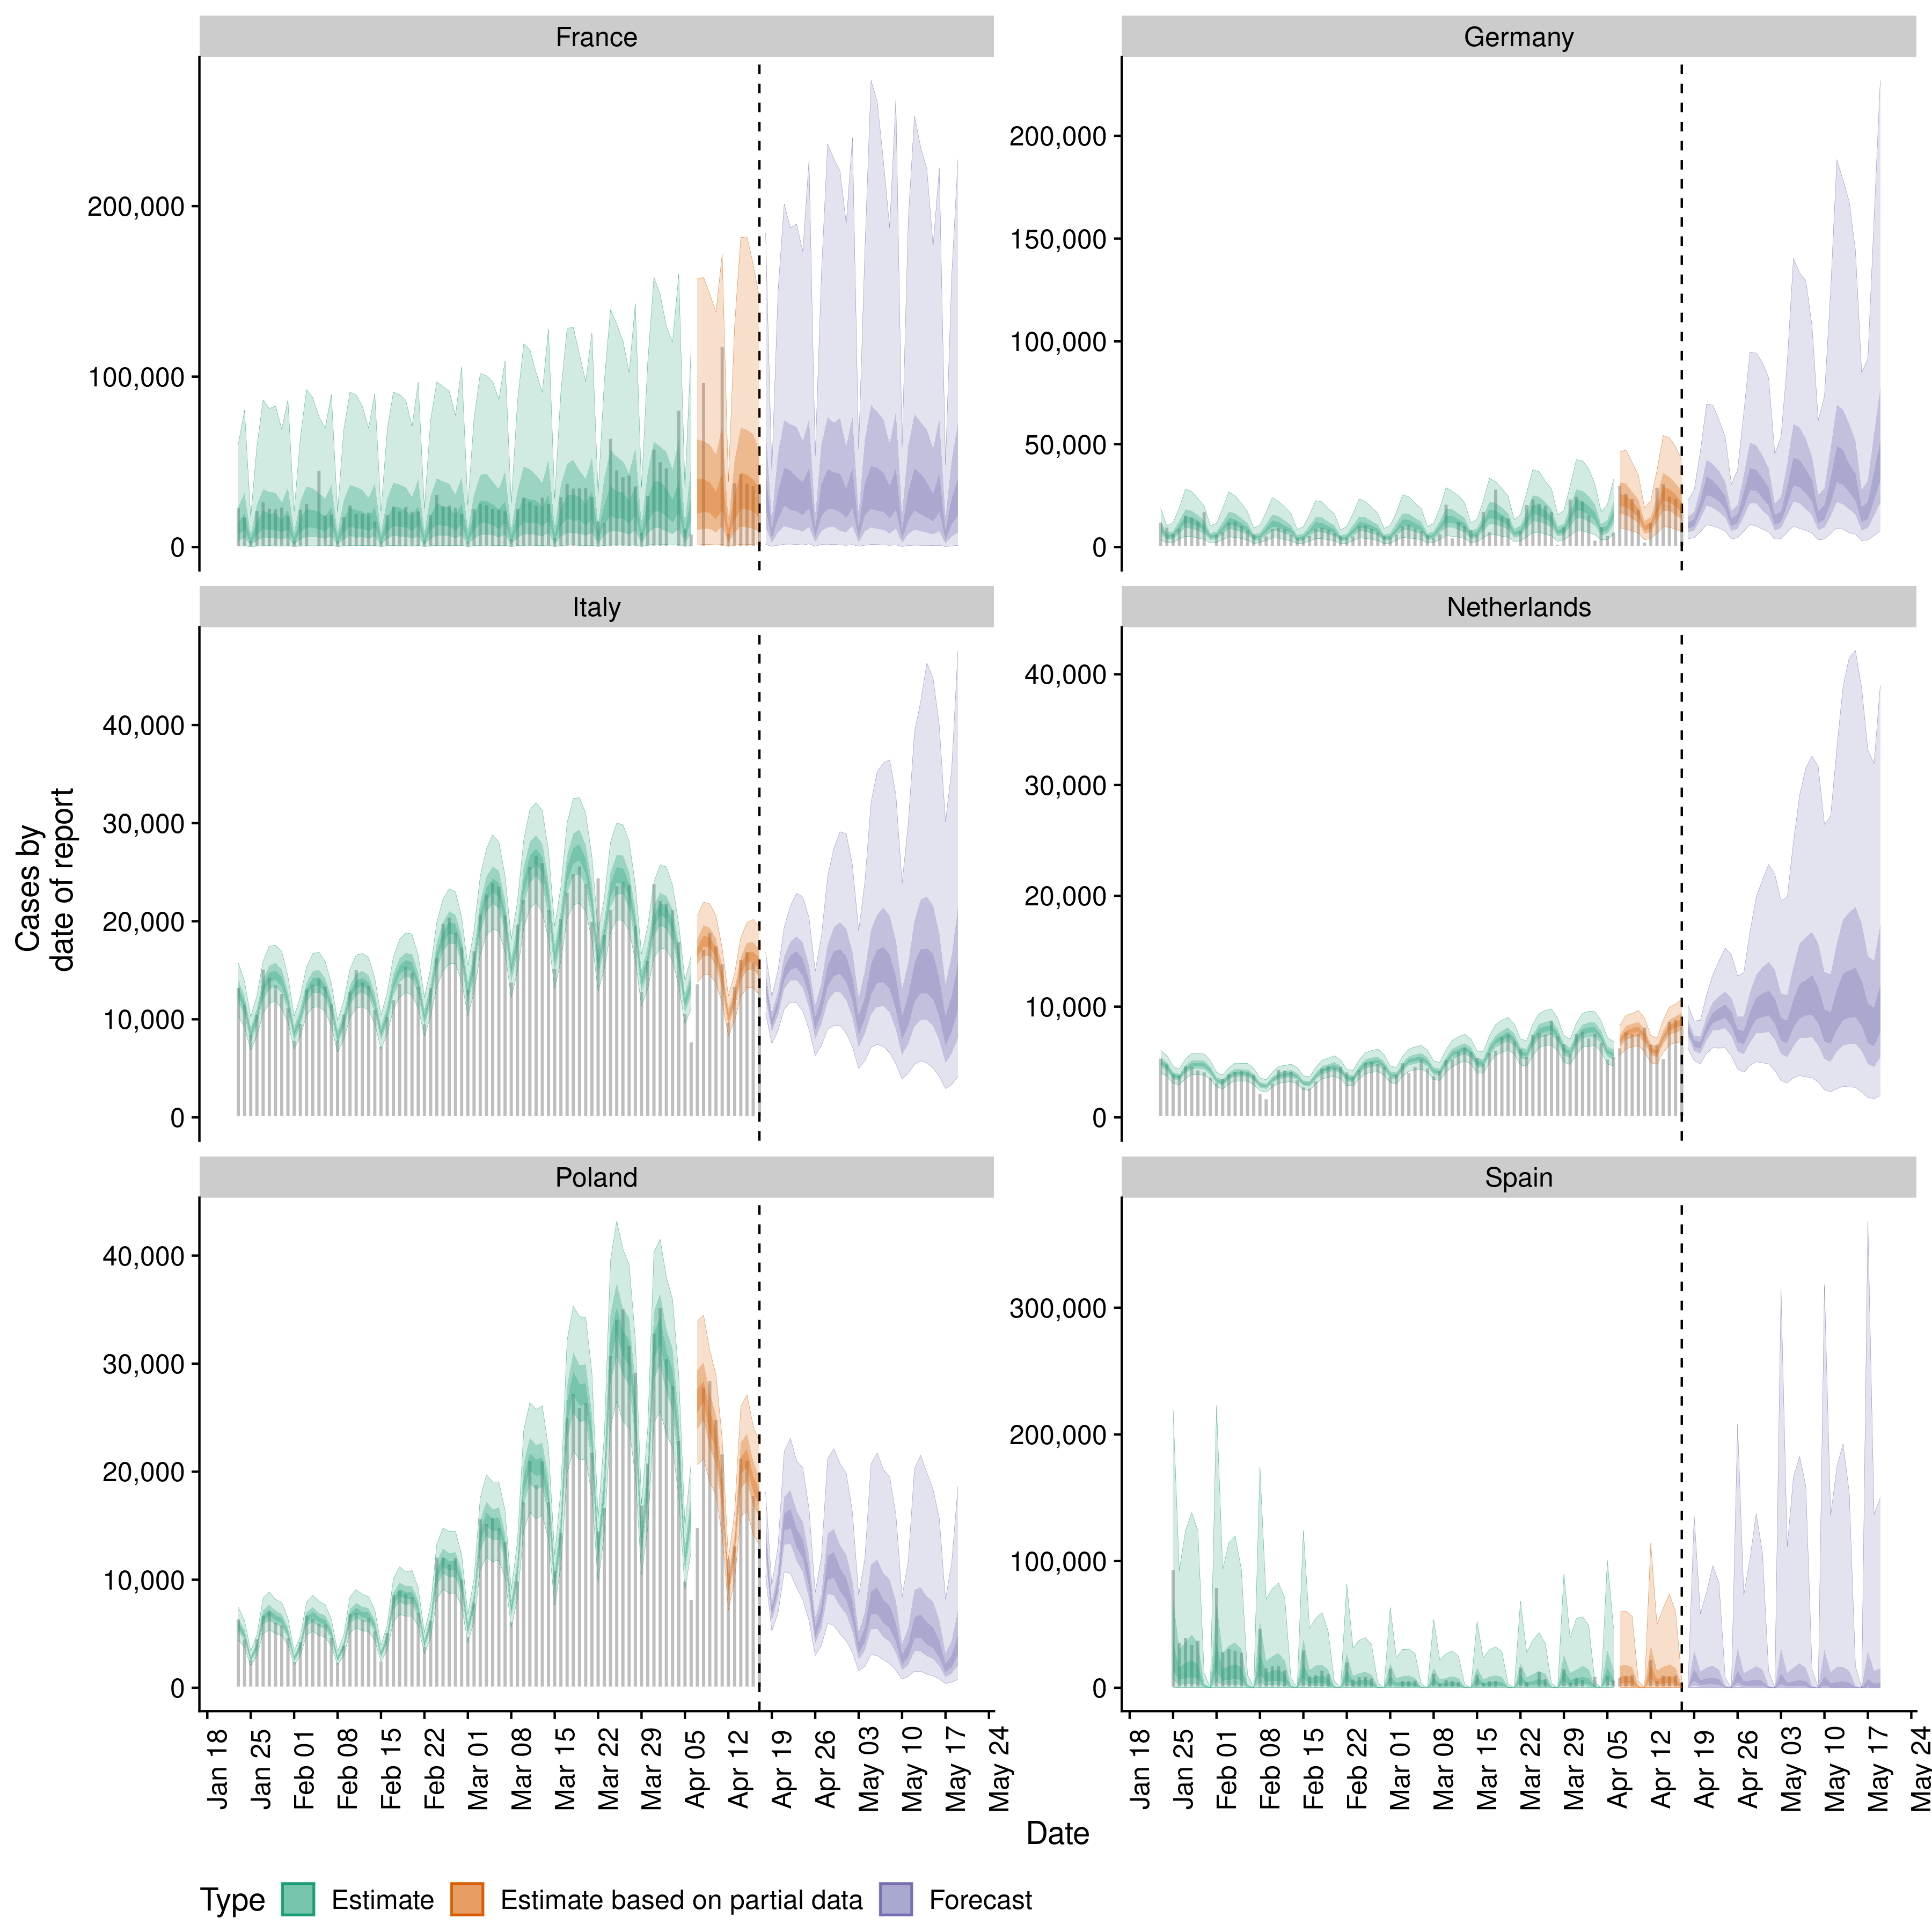 France
Germany
200,000
100,000
0
200,000
150,000
100,000
50,000
0
Italy
Netherlands
40,000
30,000
20,000
10,000
0
40,000
30,000
20,000
10,000
0
Poland
Spain
40,000
30,000
20,000
10,000
0
300,000
200,000
100,000
0
Cases by
date of report
Jan 18
Jan 25
Feb 01
Feb 08
Feb 15
Feb 22
Mar 01
Mar 08
Mar 15
Mar 22
Mar 29
Apr 05
Apr 12
Apr 19
Apr 26
May 03
May 10
May 17
May 24
Jan 18
Jan 25
Feb 01
Feb 08
Feb 15
Feb 22
Mar 01
Mar 08
Mar 15
Mar 22
Mar 29
Apr 05
Apr 12
Apr 19
Apr 26
May 03
May 10
May 17
May 24
Date
Type Estimate Estimate based on partial data Forecast